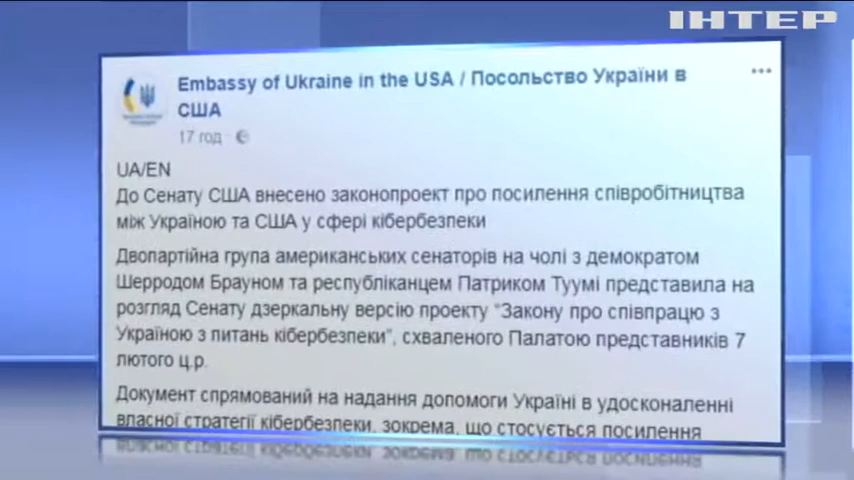 ІНТЕР
Embassy of Ukraine in the USA / Посольство України в
США
17 год
UA/EN
До Сенату США внесено законопроект про посилення співробітництва
між Україною та США у сфері кібербезпеки
Двопартійна група американських сенаторів на чолі з демократом
Шерродом Брауном та республіканцем Патриком Туумі представила на
розгляд Сенату дзеркальну версію проекту “Закону про співпрацю з
Україною з питань кібербезпеки”, схваленого Палатою представників 7
лютого ц.р.
Документ спрямований на надання допомоги Україні в удосконаленні
власної стратегії кібербезпеки, зокрема, що стосується посилення